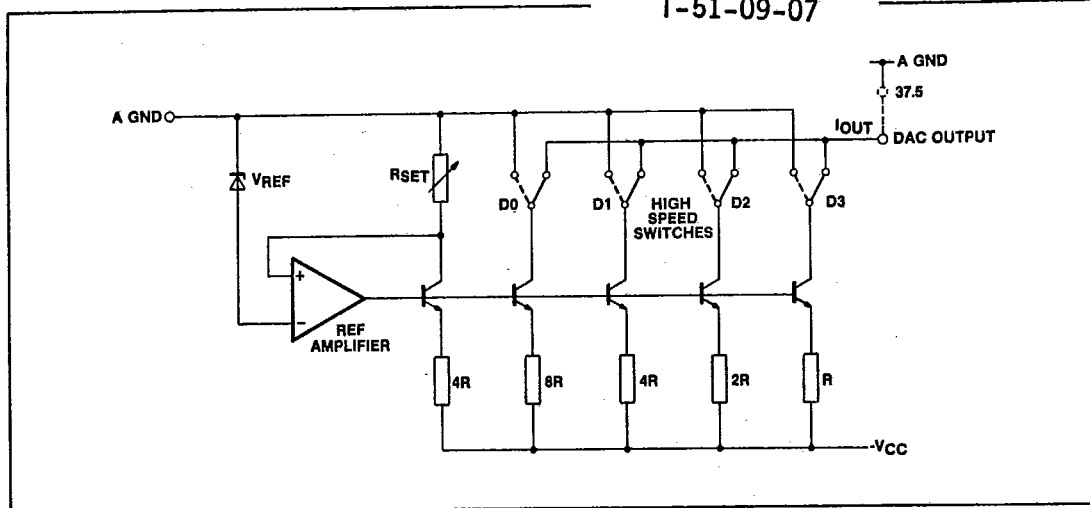 T-51-09-07
A GND
37.5
A GND
IOUT
DAC OUTPUT
VREF
RSET
D0
D1
HIGH
SPEED
SWITCHES
D2
D3
+
−
REF
AMPLIFIER
4R
8R
4R
2R
R
-VCC